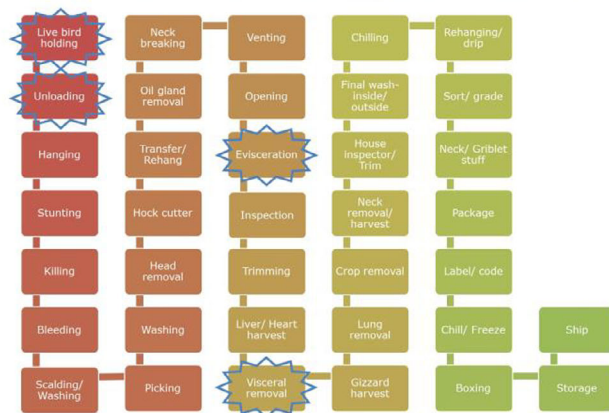 Live bird
holding
Unloading
Hanging
Stunting
Killing
Bleeding
Scalding/
Washing
Picking
Washing
Head
removal
Hock cutter
Transfer/
Rehang
Oil gland
removal
Neck
breaking
Venting
Opening
Evisceration
Inspection
Trimming
Liver/ Heart
harvest
Visceral
removal
Gizzard
harvest
Lung
removal
Crop removal
Neck
removal/
harvest
House
inspector/
Trim
Final wash-
inside/
outside
Chilling
Rehanging/
drip
Sort/ grade
Neck/ Griblet
stuff
Package
Label/ code
Chill/ Freeze
Boxing
Storage
Ship